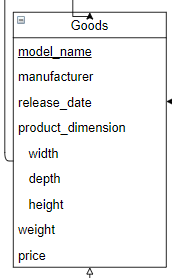 Goods
model_name
manufacturer
release_date
product_dimension
width
depth
height
weight
price